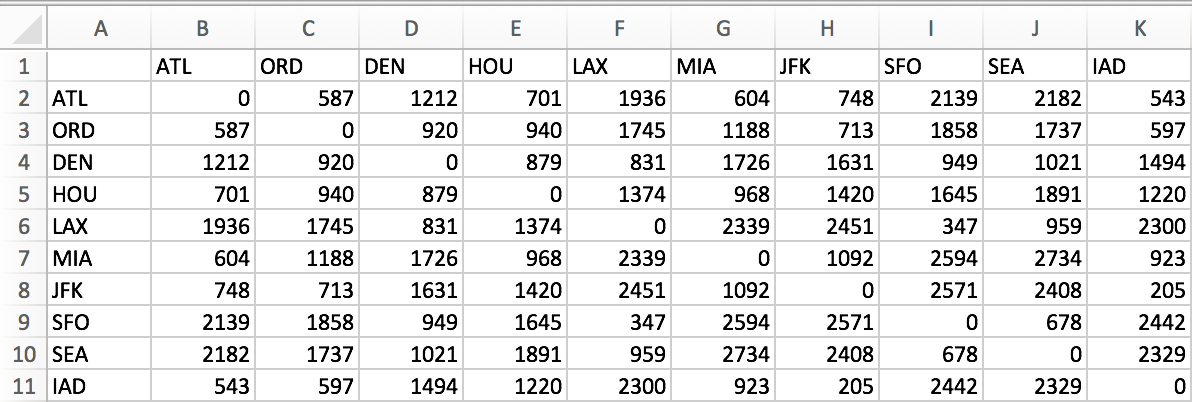 A B C D E F G H I J K
1 ATL ORD DEN HOU LAX MIA JFK SFO SEA IAD
2 ATL 0 587 1212 701 1936 604 748 2139 2182 543
3 ORD 587 0 920 940 1745 1188 713 1858 1737 597
4 DEN 1212 920 0 879 831 1726 1631 949 1021 1494
5 HOU 701 940 879 0 1374 968 1420 1645 1891 1220
6 LAX 1936 1745 831 1374 0 2339 2451 347 959 2300
7 MIA 604 1188 1726 968 2339 0 1092 2594 2734 923
8 JFK 748 713 1631 1420 2451 1092 0 2571 2408 205
9 SFO 2139 1858 949 1645 347 2594 2571 0 678 2442
10 SEA 2182 1737 1021 1891 959 2734 2408 678 0 2329
11 IAD 543 597 1494 1220 2300 923 205 2442 2329 0